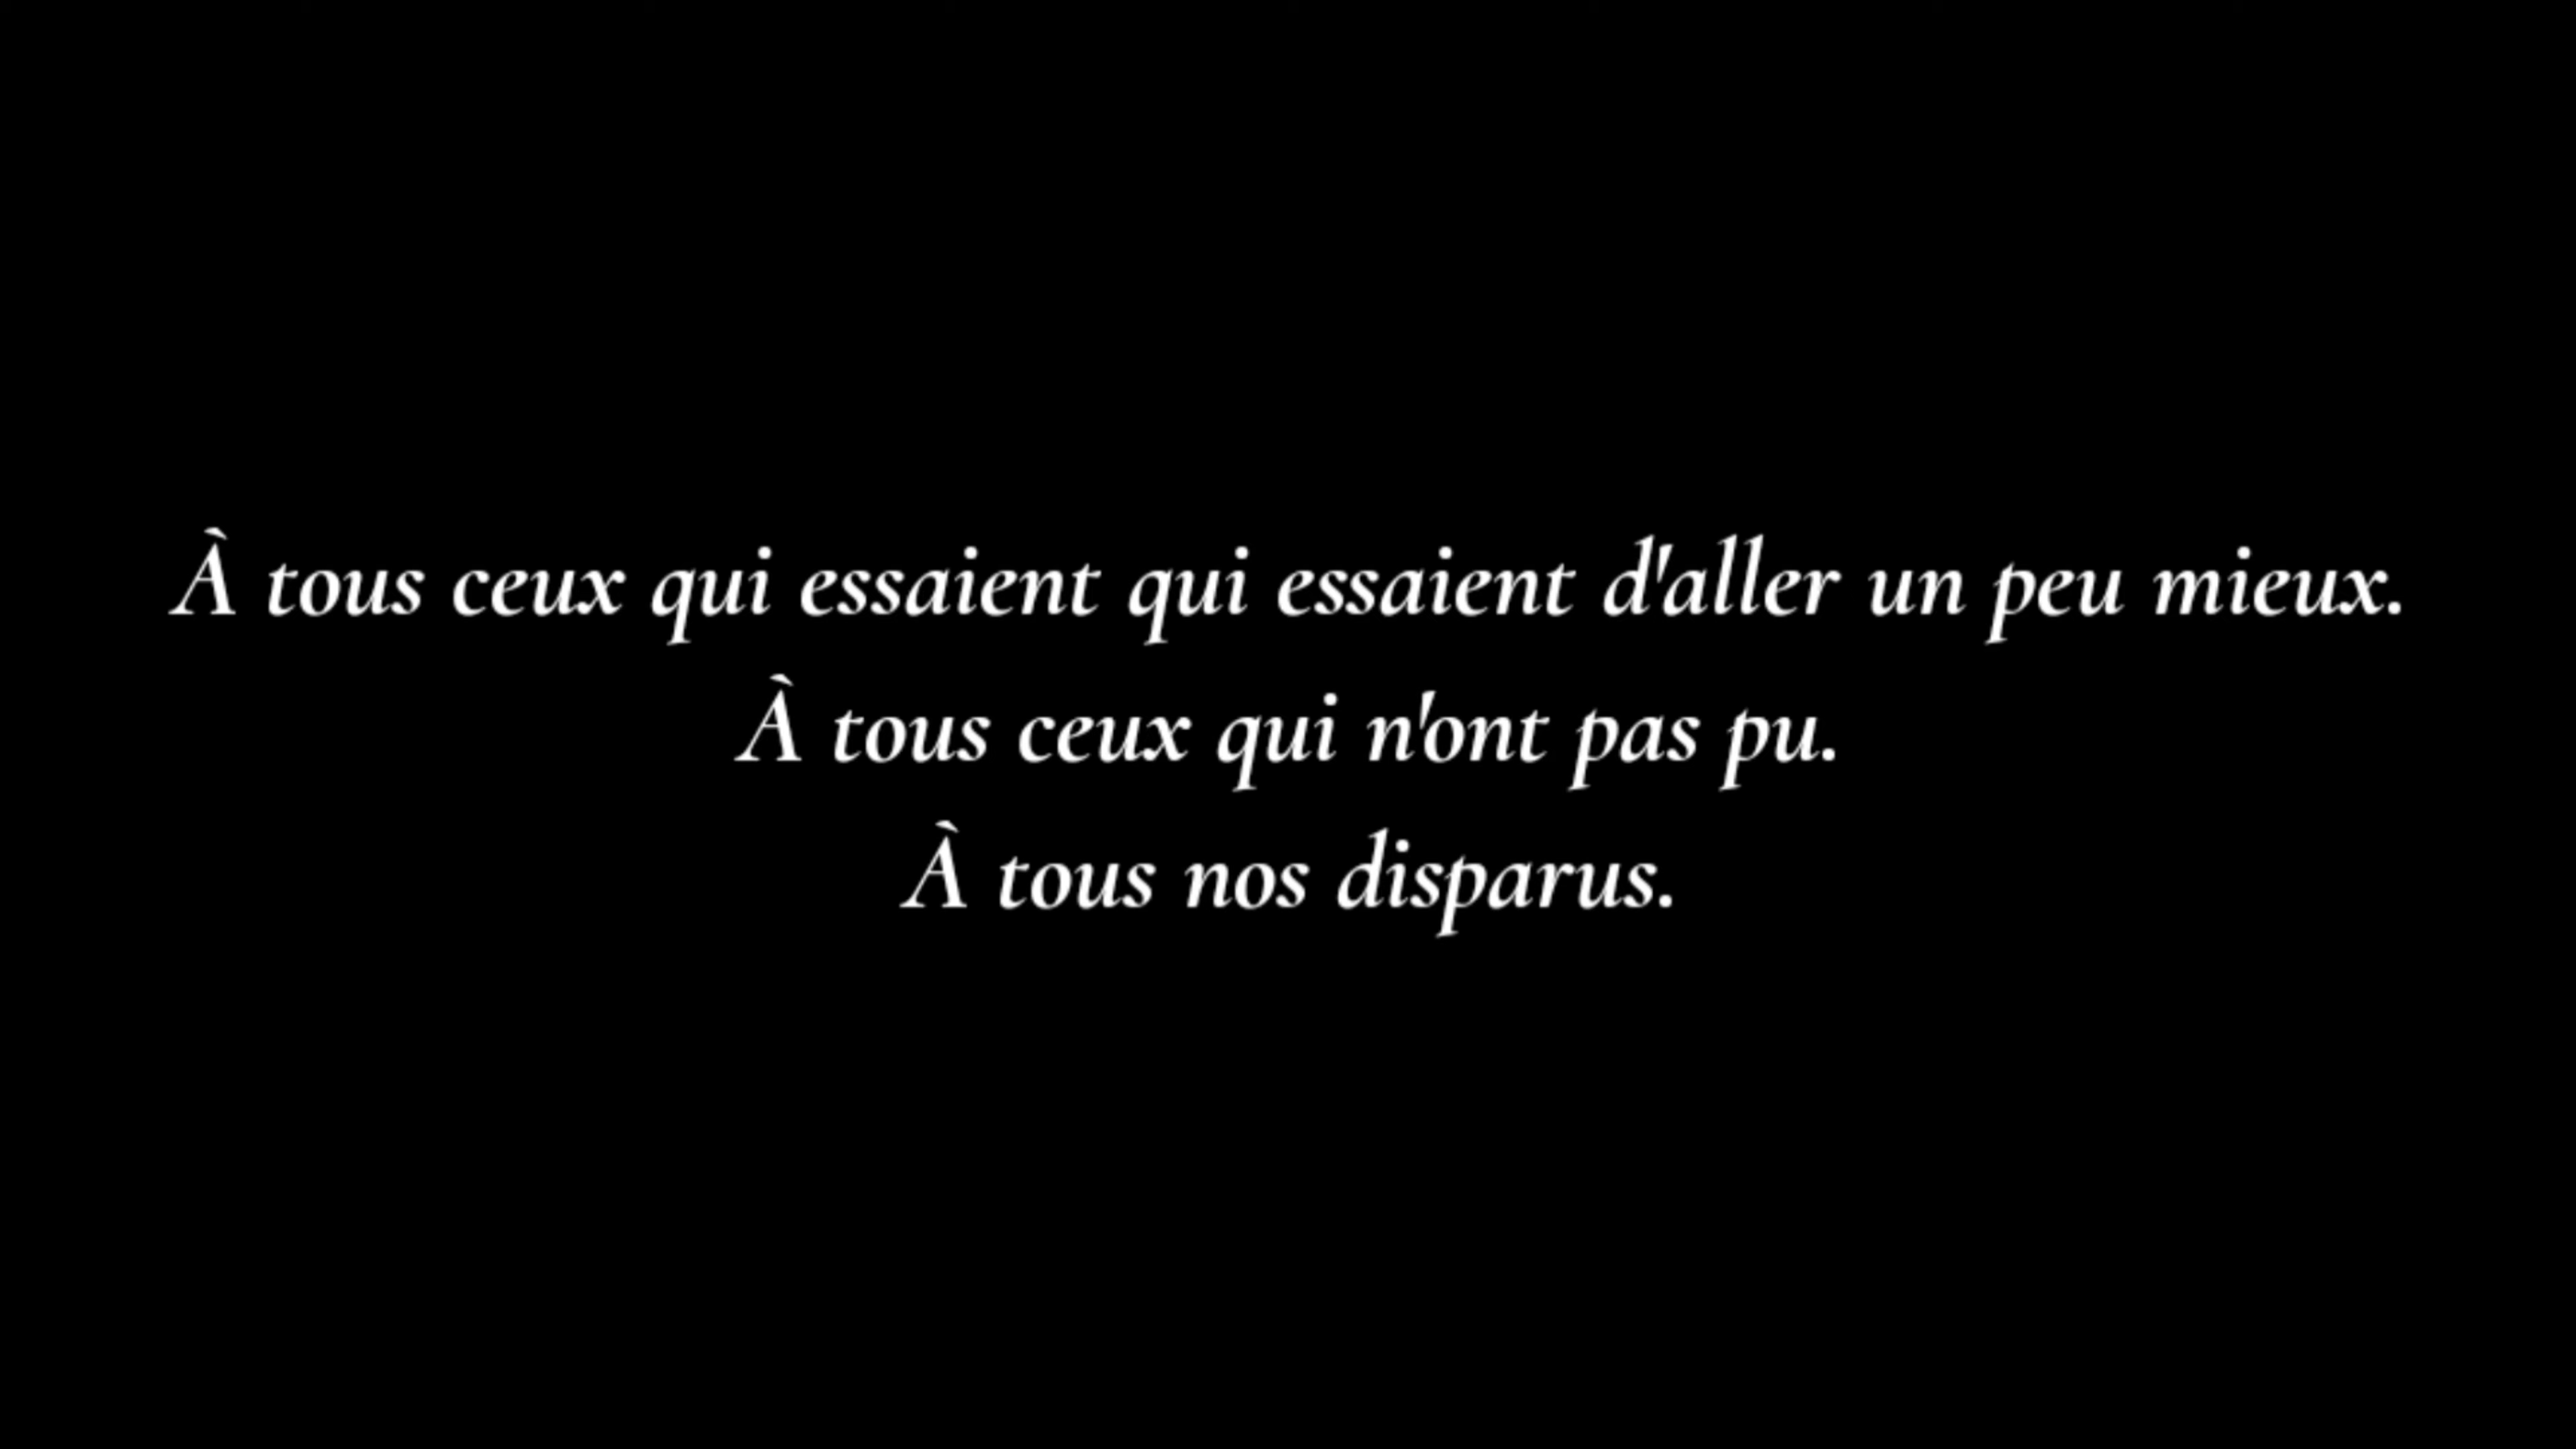 À tous ceux qui essaient qui essaient d'aller un peu mieux.
À tous ceux qui n'ont pas pu.
À tous nos disparus.